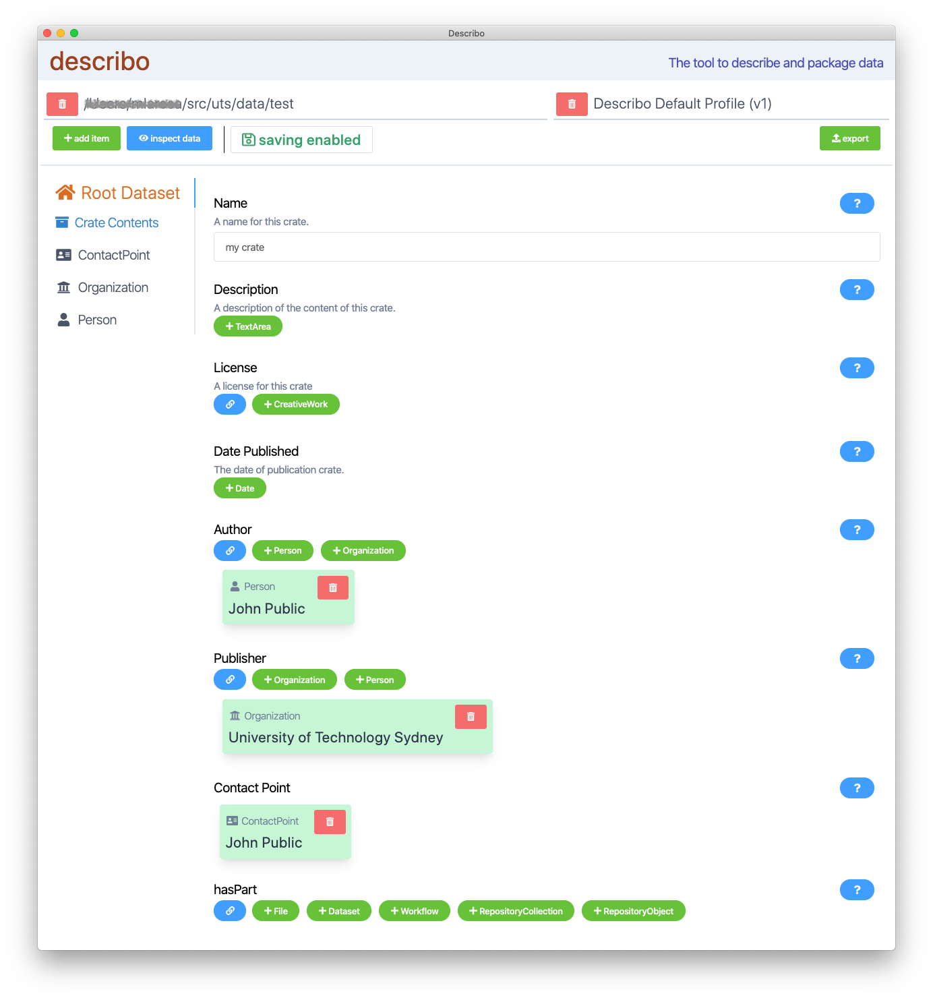 Describo
describo
The tool to describe and package data
/src/uts/data/test
Describo Default Profile (v1)
add item
inspect data
saving enabled
export
Root Dataset
Crate Contents
ContactPoint
Organization
Person
Name
?
A name for this crate.
my crate
Description
?
A description of the content of this crate.
+ TextArea
License
?
A license for this crate
+ CreativeWork
Date Published
?
The date of publication crate.
+ Date
Author
?
+ Person
+ Organization
Person
John Public
Publisher
?
+ Organization
+ Person
Organization
University of Technology Sydney
Contact Point
?
ContactPoint
John Public
hasPart
?
+ File
+ Dataset
+ Workflow
+ RepositoryCollection
+ RepositoryObject